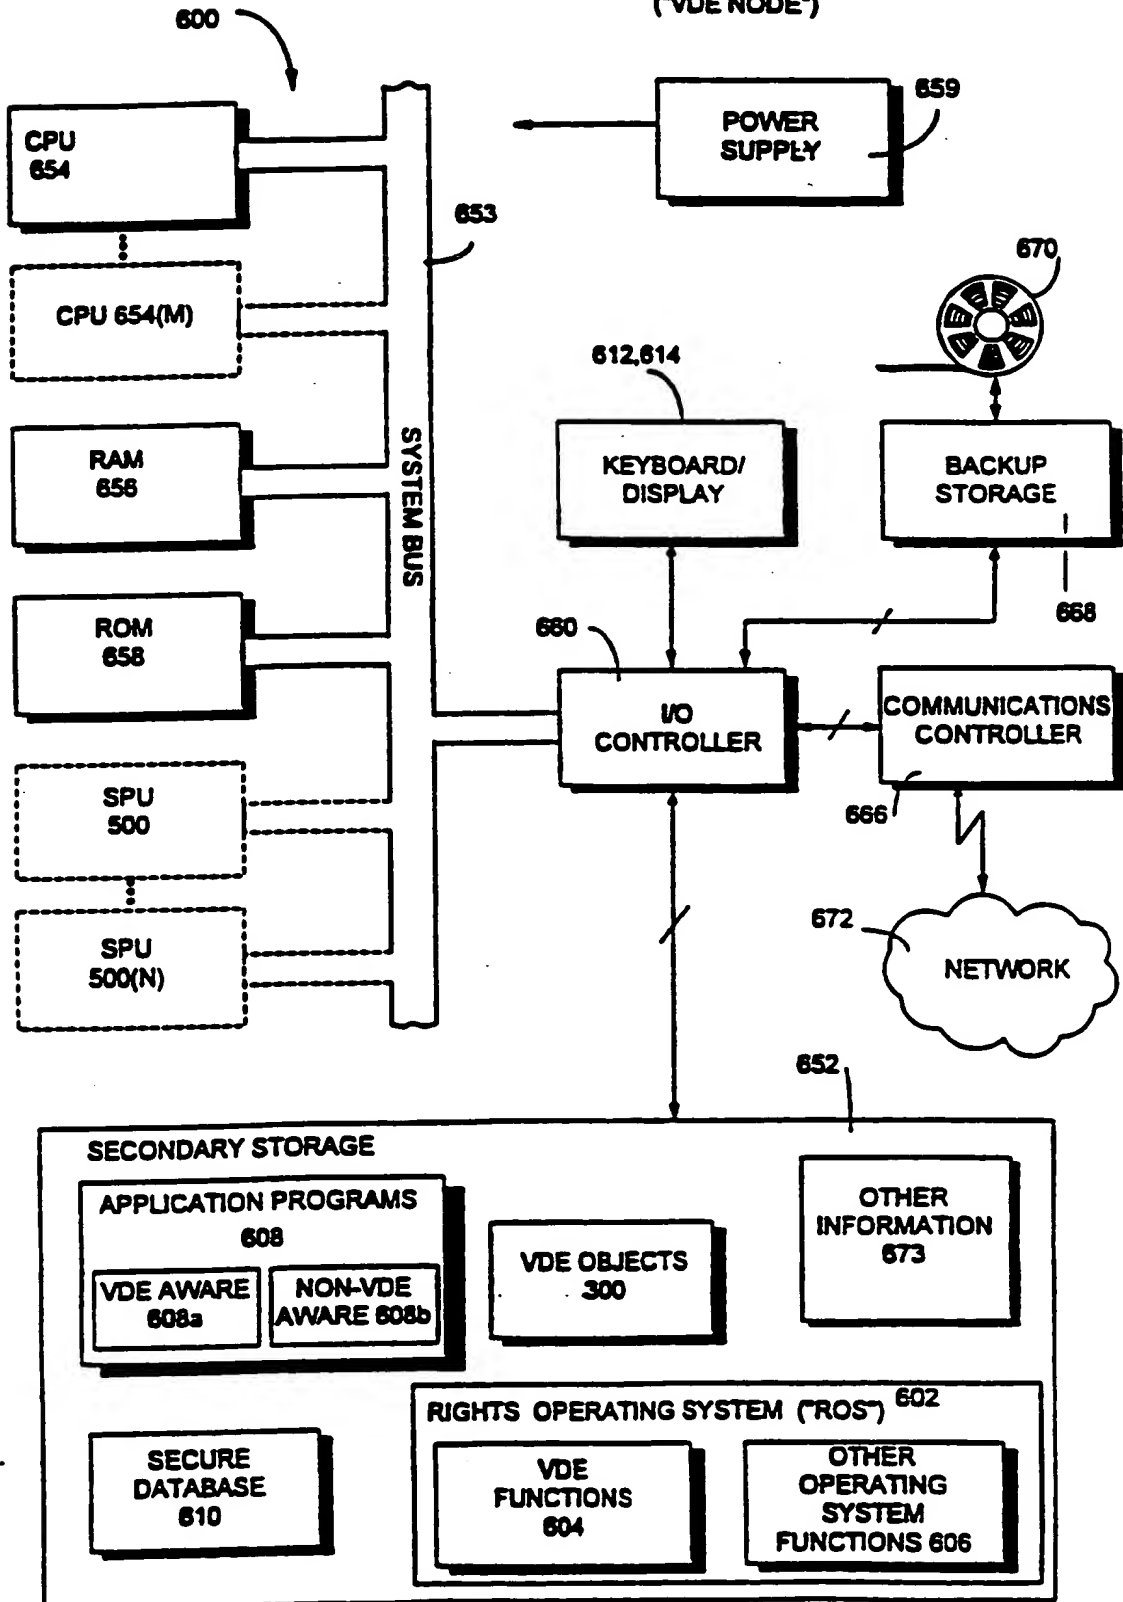 ("VDE NODE")
600
CPU
654
CPU 654(M)
RAM
656
ROM
658
SPU
500
SPU
500(N)
SYSTEM BUS
653
POWER
SUPPLY
659
670
612,614
KEYBOARD/
DISPLAY
BACKUP
STORAGE
668
660
I/O
CONTROLLER
COMMUNICATIONS
CONTROLLER
666
672
NETWORK
652
SECONDARY STORAGE
APPLICATION PROGRAMS
608
VDE AWARE
608a
NON-VDE
AWARE 608b
VDE OBJECTS
300
OTHER
INFORMATION
673
SECURE
DATABASE
610
RIGHTS OPERATING SYSTEM ("ROS") 602
VDE
FUNCTIONS
604
OTHER
OPERATING
SYSTEM
FUNCTIONS 606